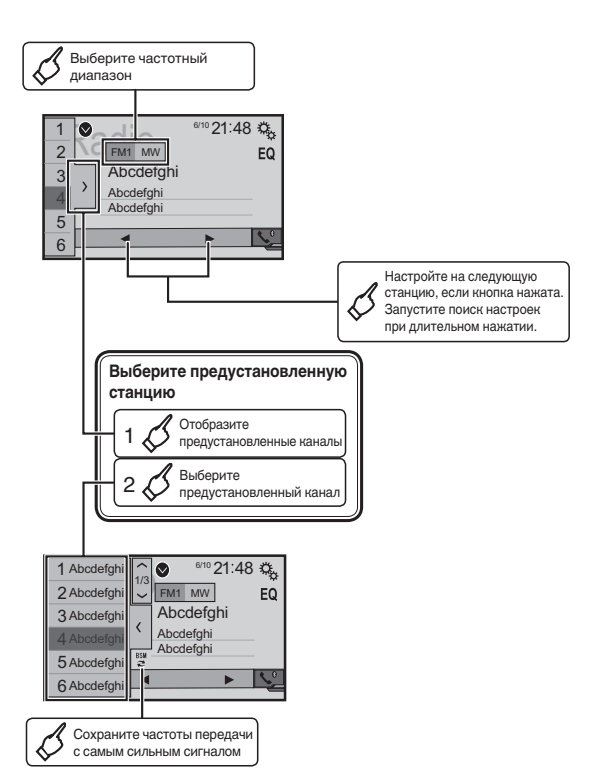 Выберите частотный
диапазон
Radio
1
2
3
4
5
6
6/10 21:48
FM1 MW
EQ
Abcdefghi
Abcdefghi
Abcdefghi
Настройте на следующую
станцию, если кнопка нажата.
Запустите поиск настроек
при длительном нажатии.
Выберите предустановленную
станцию
1 Отобразите
предустановленные каналы
2 Выберите
предустановленный канал
1 Abcdefghi
2 Abcdefghi
3 Abcdefghi
4 Abcdefghi
5 Abcdefghi
6 Abcdefghi
1/3
6/10 21:48
FM1 MW
EQ
Abcdefghi
Abcdefghi
Abcdefghi
BSM
Сохраните частоты передачи
с самым сильным сигналом